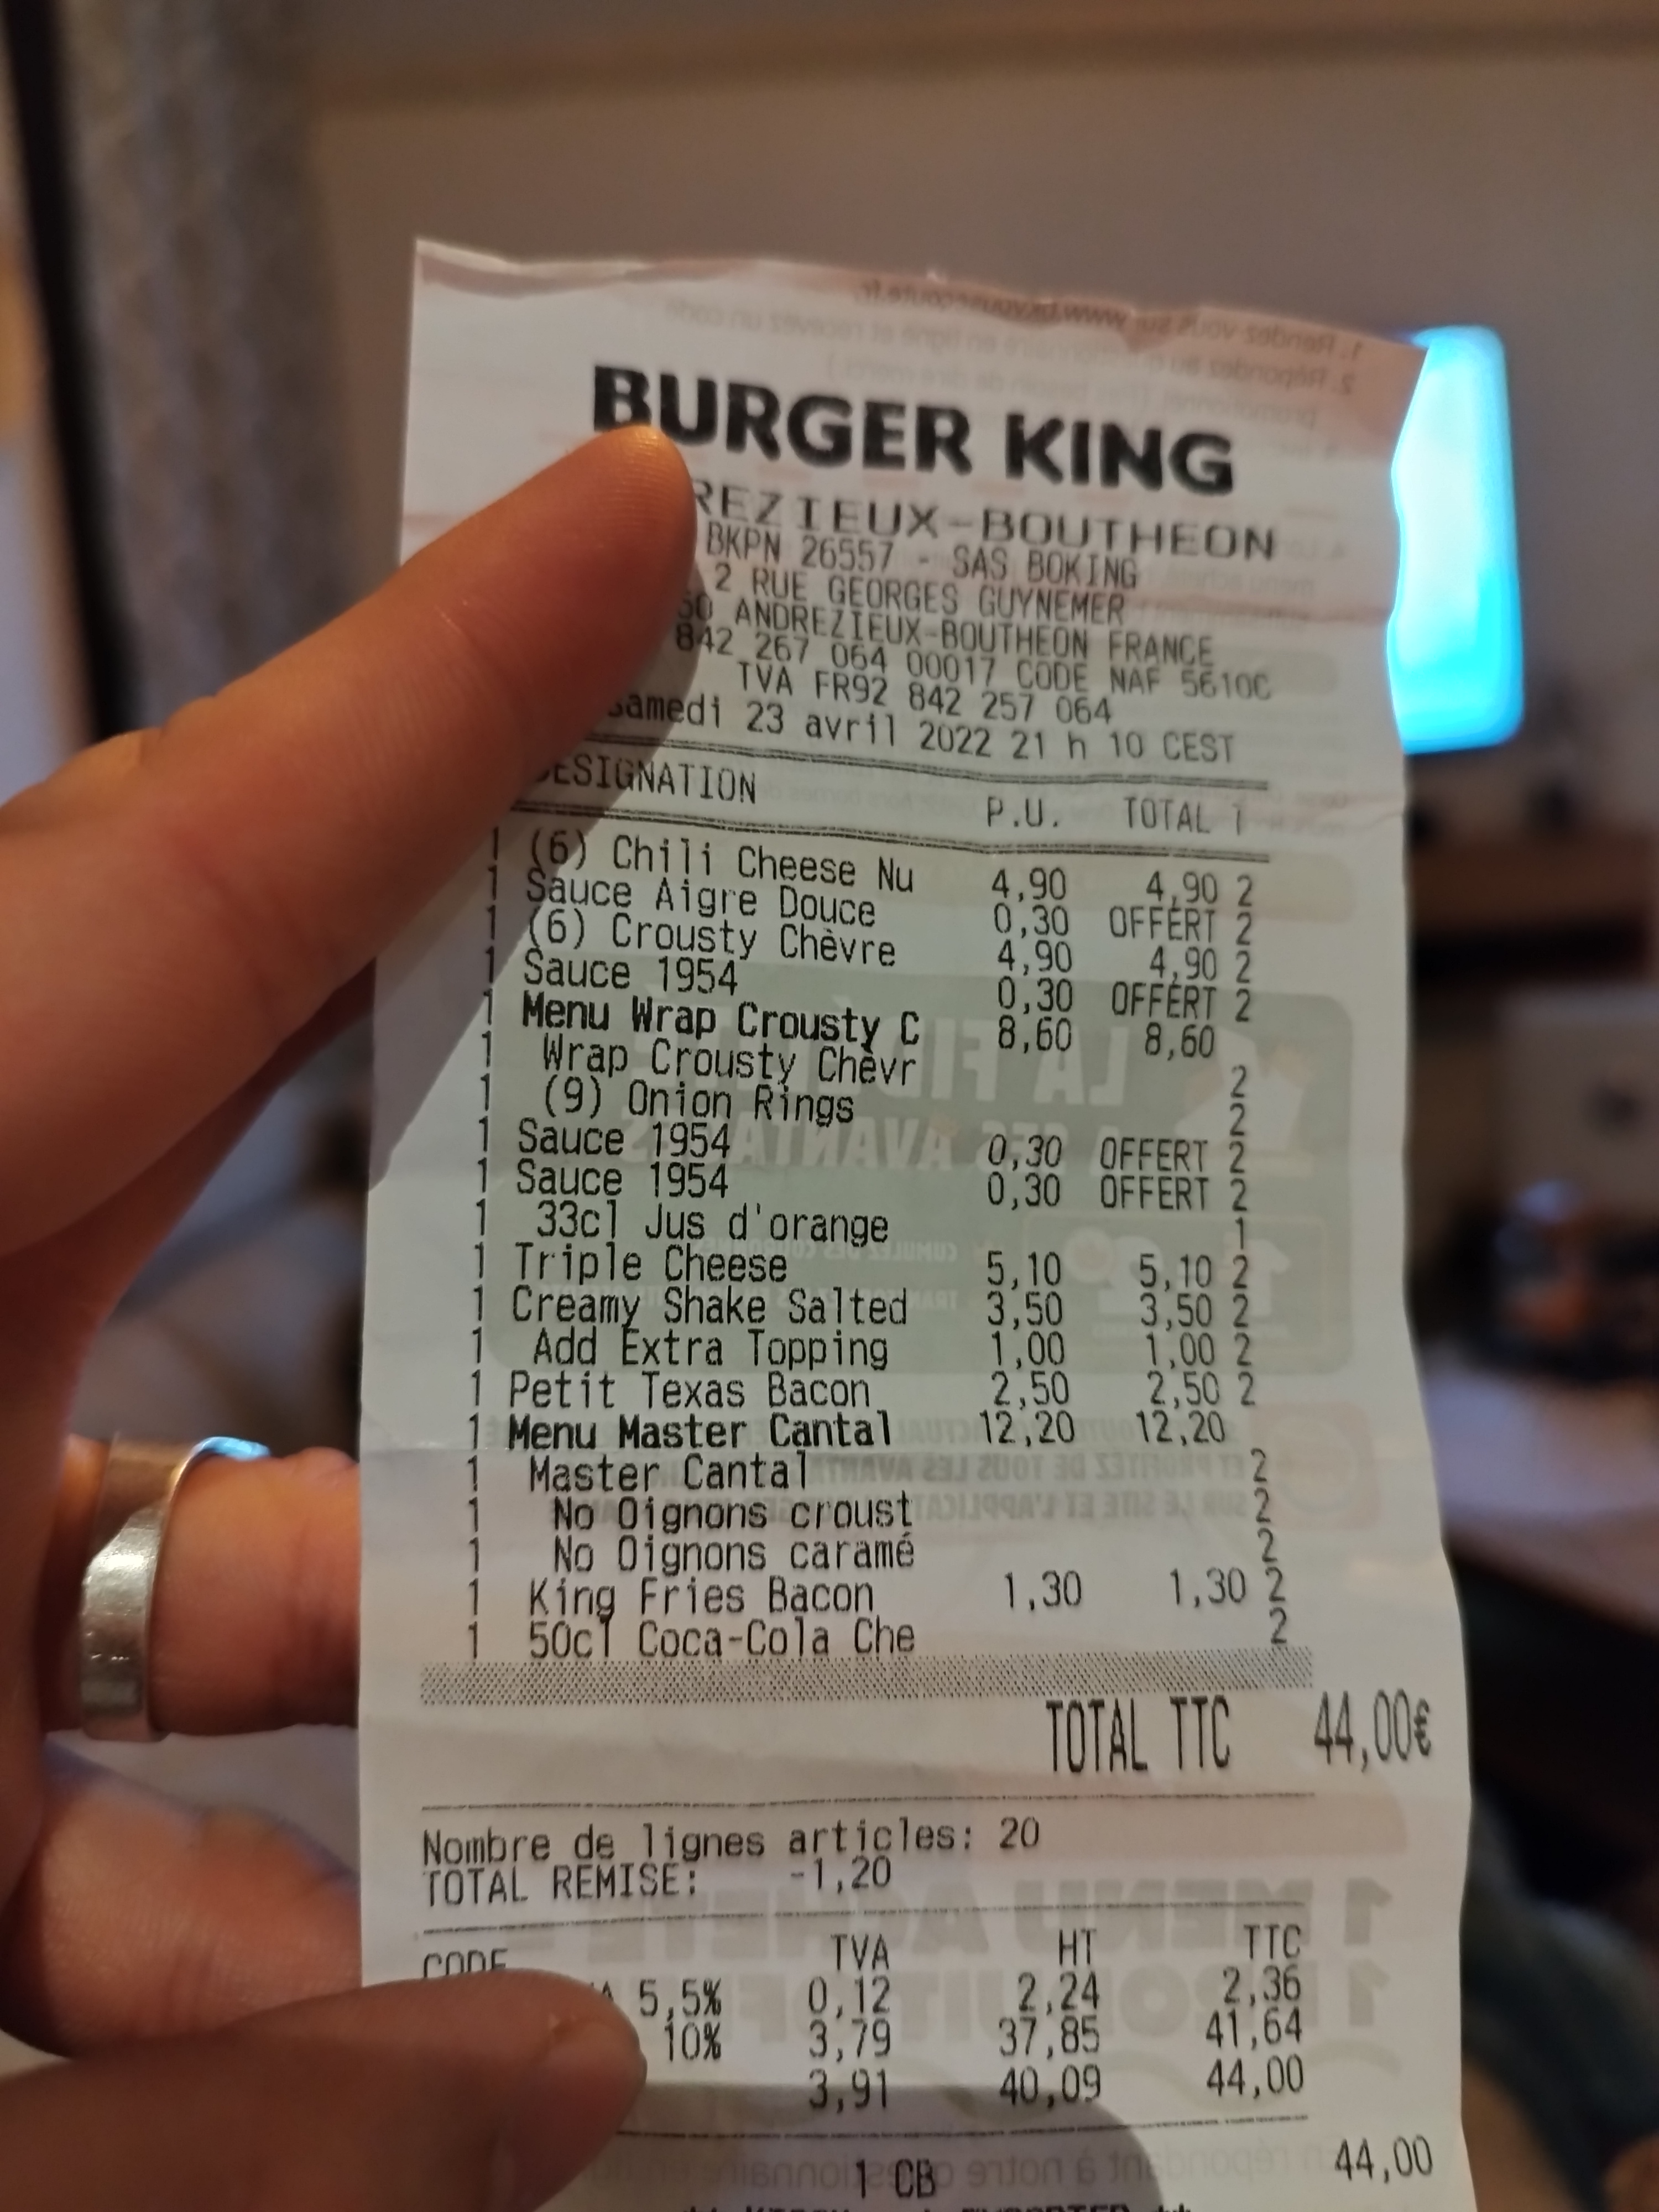 BURGER KING
REZIEUX-BOUTHEON
BKPN 26557 - SAS BOKING
2 RUE GEORGES GUYNEMER
ANDREZIEUX-BOUTHEON FRANCE
842 267 064 00017 CODE NAF 5610C
TVA FR92 842 257 064
samedi 23 avril 2022 21 h 10 CEST
DESIGNATION P.U. TOTAL T
1 (6) Chili Cheese Nu 4,90 4,90 2
1 Sauce Aigre Douce 0,30 OFFERT 2
1 (6) Crousty Chèvre 4,90 4,90 2
1 Sauce 1954 0,30 OFFERT 2
1 Menu Wrap Crousty C 8,60 8,60
1 Wrap Crousty Chèvr 2
1 (9) Onion Rings 2
1 Sauce 1954 0,30 OFFERT 2
1 Sauce 1954 0,30 OFFERT 2
1 33cl Jus d'orange 1
1 Triple Cheese 5,10 5,10 2
1 Creamy Shake Salted 3,50 3,50 2
1 Add Extra Topping 1,00 1,00 2
1 Petit Texas Bacon 2,50 2,50 2
1 Menu Master Cantal 12,20 12,20
1 Master Cantal 2
1 No Oignons croust 2
1 No Oignons caramé 2
1 King Fries Bacon 1,30 1,30 2
1 50cl Coca-Cola Che 2
TOTAL TTC 44,00€
Nombre de lignes articles: 20
TOTAL REMISE: -1,20
CODE TVA HT TTC
5,5% 0,12 2,24 2,36
10% 3,79 37,85 41,64
3,91 40,09 44,00
1 CB 44,00